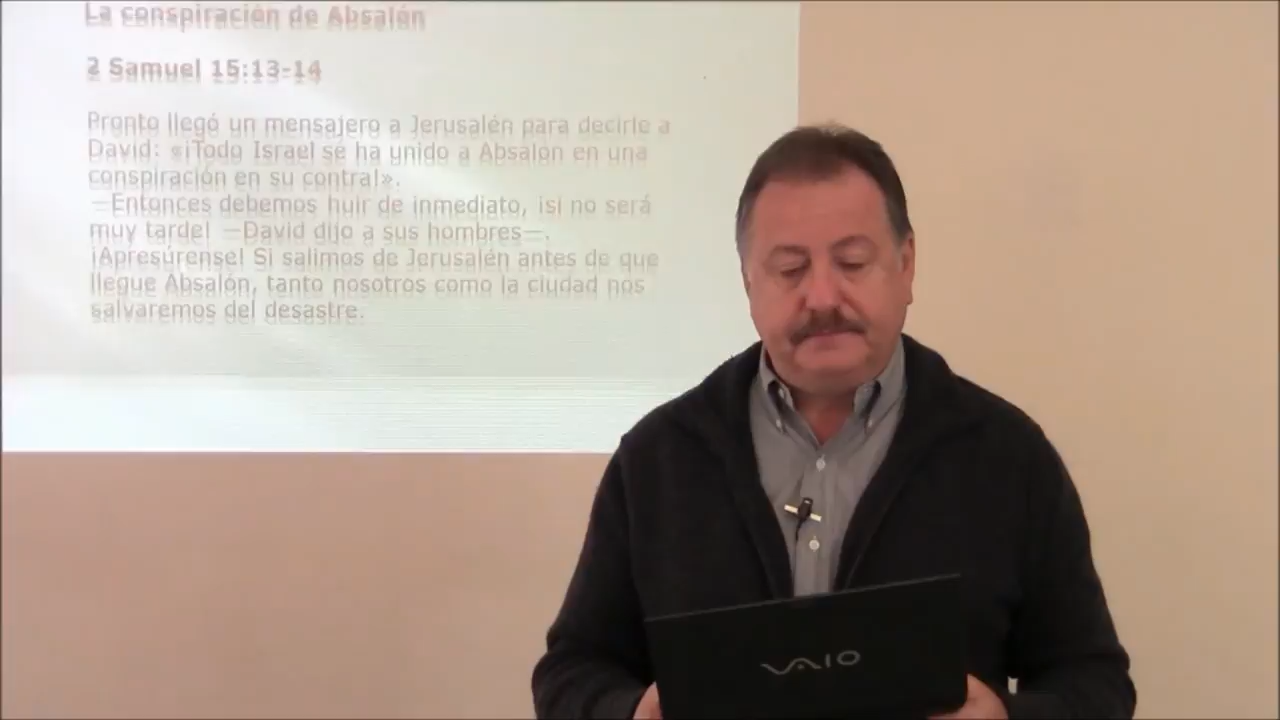 La conspiración de Absalón
2 Samuel 15:13-14
Pronto llegó un mensajero a Jerusalén para decirle a
David: «¡Todo Israel se ha unido a Absalón en una
conspiración en su contra!».
—Entonces debemos huir de inmediato, ¡si no será
muy tarde! —David dijo a sus hombres—.
¡Apresúrense! Si salimos de Jerusalén antes de que
llegue Absalón, tanto nosotros como la ciudad nos
salvaremos del desastre.
VAIO